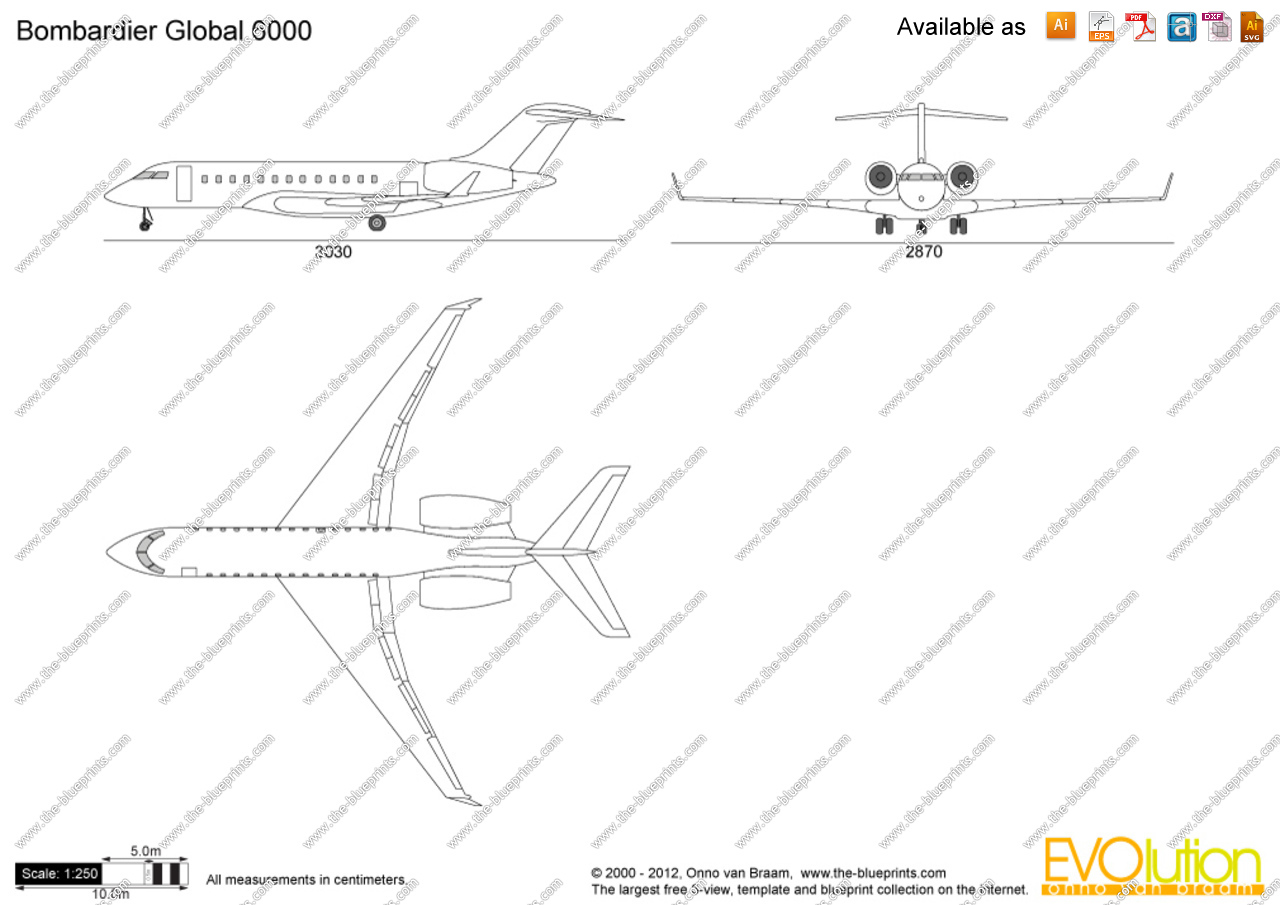 Bombardier Global 6000
Available as
Ai
EPS
PDF
a
DXF
Ai
SVG
3030
2870
5.0m
Scale: 1:250
10.0m
All measurements in centimeters.
© 2000 - 2012, Onno van Braam, www.the-blueprints.com
The largest free 3-view, template and blueprint collection on the internet.
EVOlution
onno van braam
www.the-blueprints.com